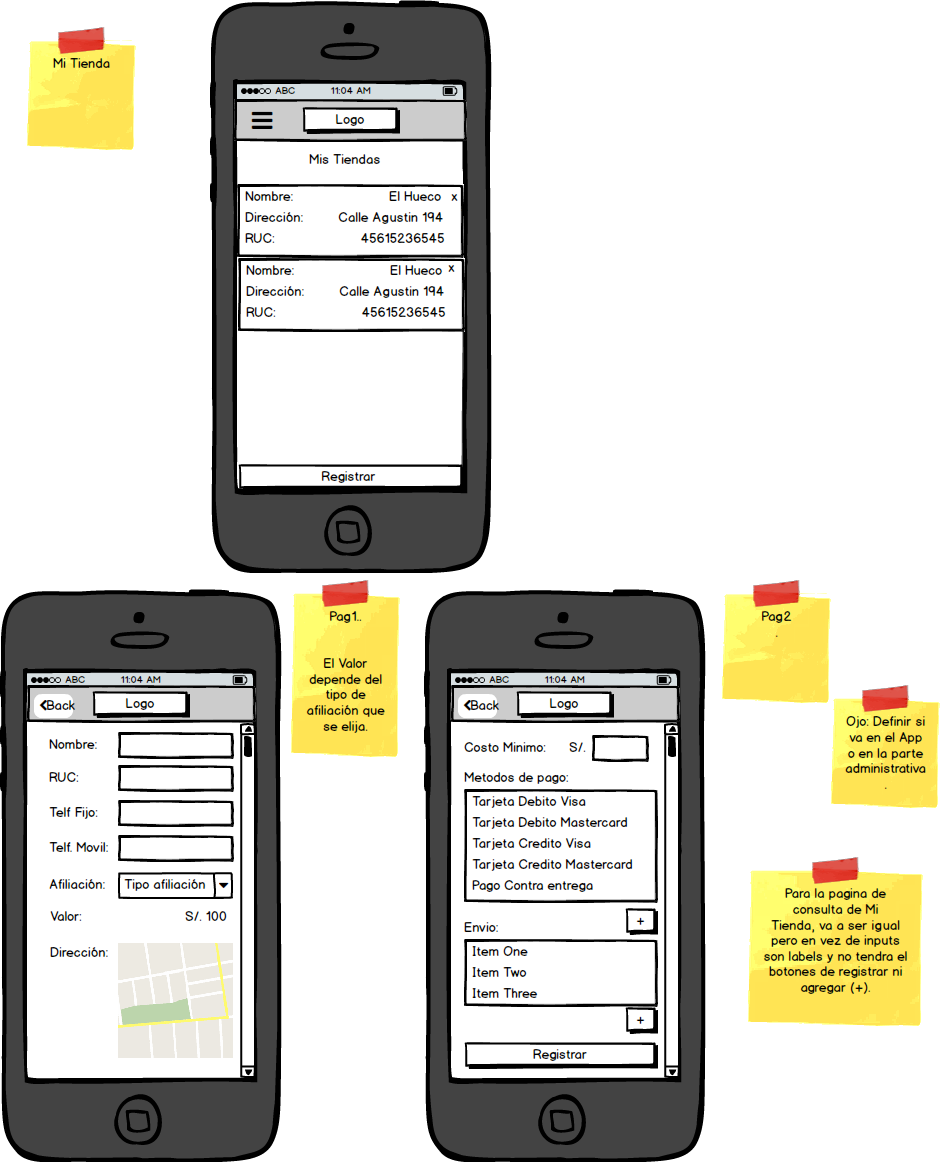 Mi Tienda
ABC 11:04 AM
Logo
Mis Tiendas
Nombre: El Hueco x
Dirección: Calle Agustin 194
RUC: 45615236545
Nombre: El Hueco x
Dirección: Calle Agustin 194
RUC: 45615236545
Registrar
ABC 11:04 AM
Back Logo
Nombre:
RUC:
Telf Fijo:
Telf. Movil:
Afiliación: Tipo afiliación
Valor: S/. 100
Dirección:
Pag1..
El Valor
depende del
tipo de
afiliación que
se elija.
ABC 11:04 AM
Back Logo
Costo Minimo: S/.
Metodos de pago:
Tarjeta Debito Visa
Tarjeta Debito Mastercard
Tarjeta Credito Visa
Tarjeta Credito Mastercard
Pago Contra entrega
+
Envio:
Item One
Item Two
Item Three
+
Registrar
Pag2
.
Ojo: Definir si
va en el App
o en la parte
administrativa
.
Para la pagina de
consulta de Mi
Tienda, va a ser igual
pero en vez de inputs
son labels y no tendra el
botones de registrar ni
agregar (+).